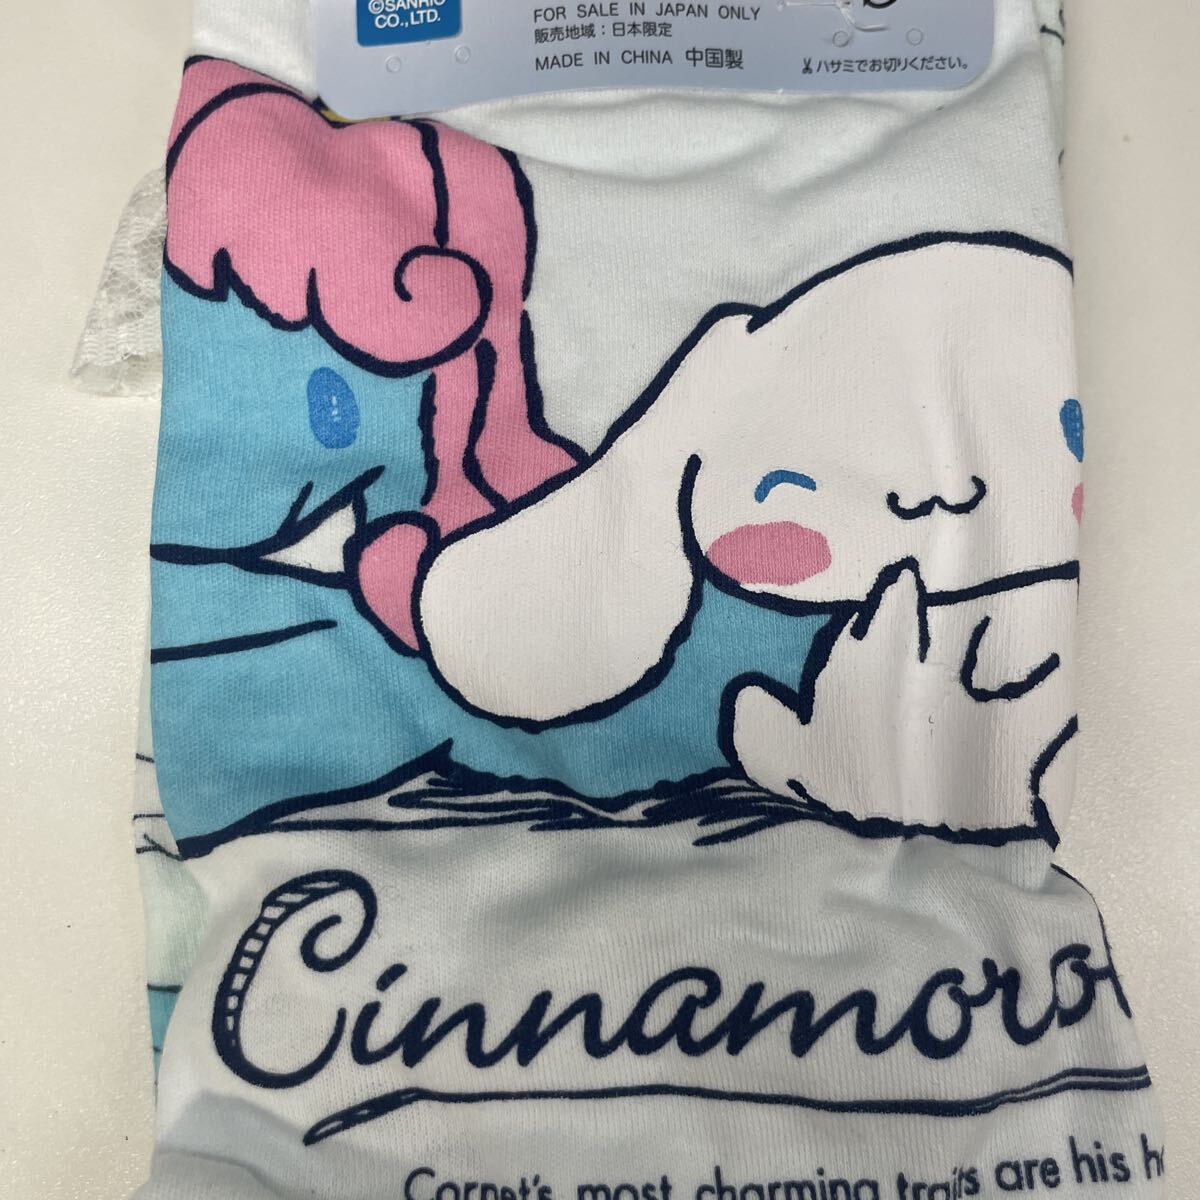 ©SANRIO
CO.,LTD.
FOR SALE IN JAPAN ONLY
販売地域：日本限定
MADE IN CHINA 中国製
ハサミでお切りください。
Cinnamoro
Cornet's most charming traits are his